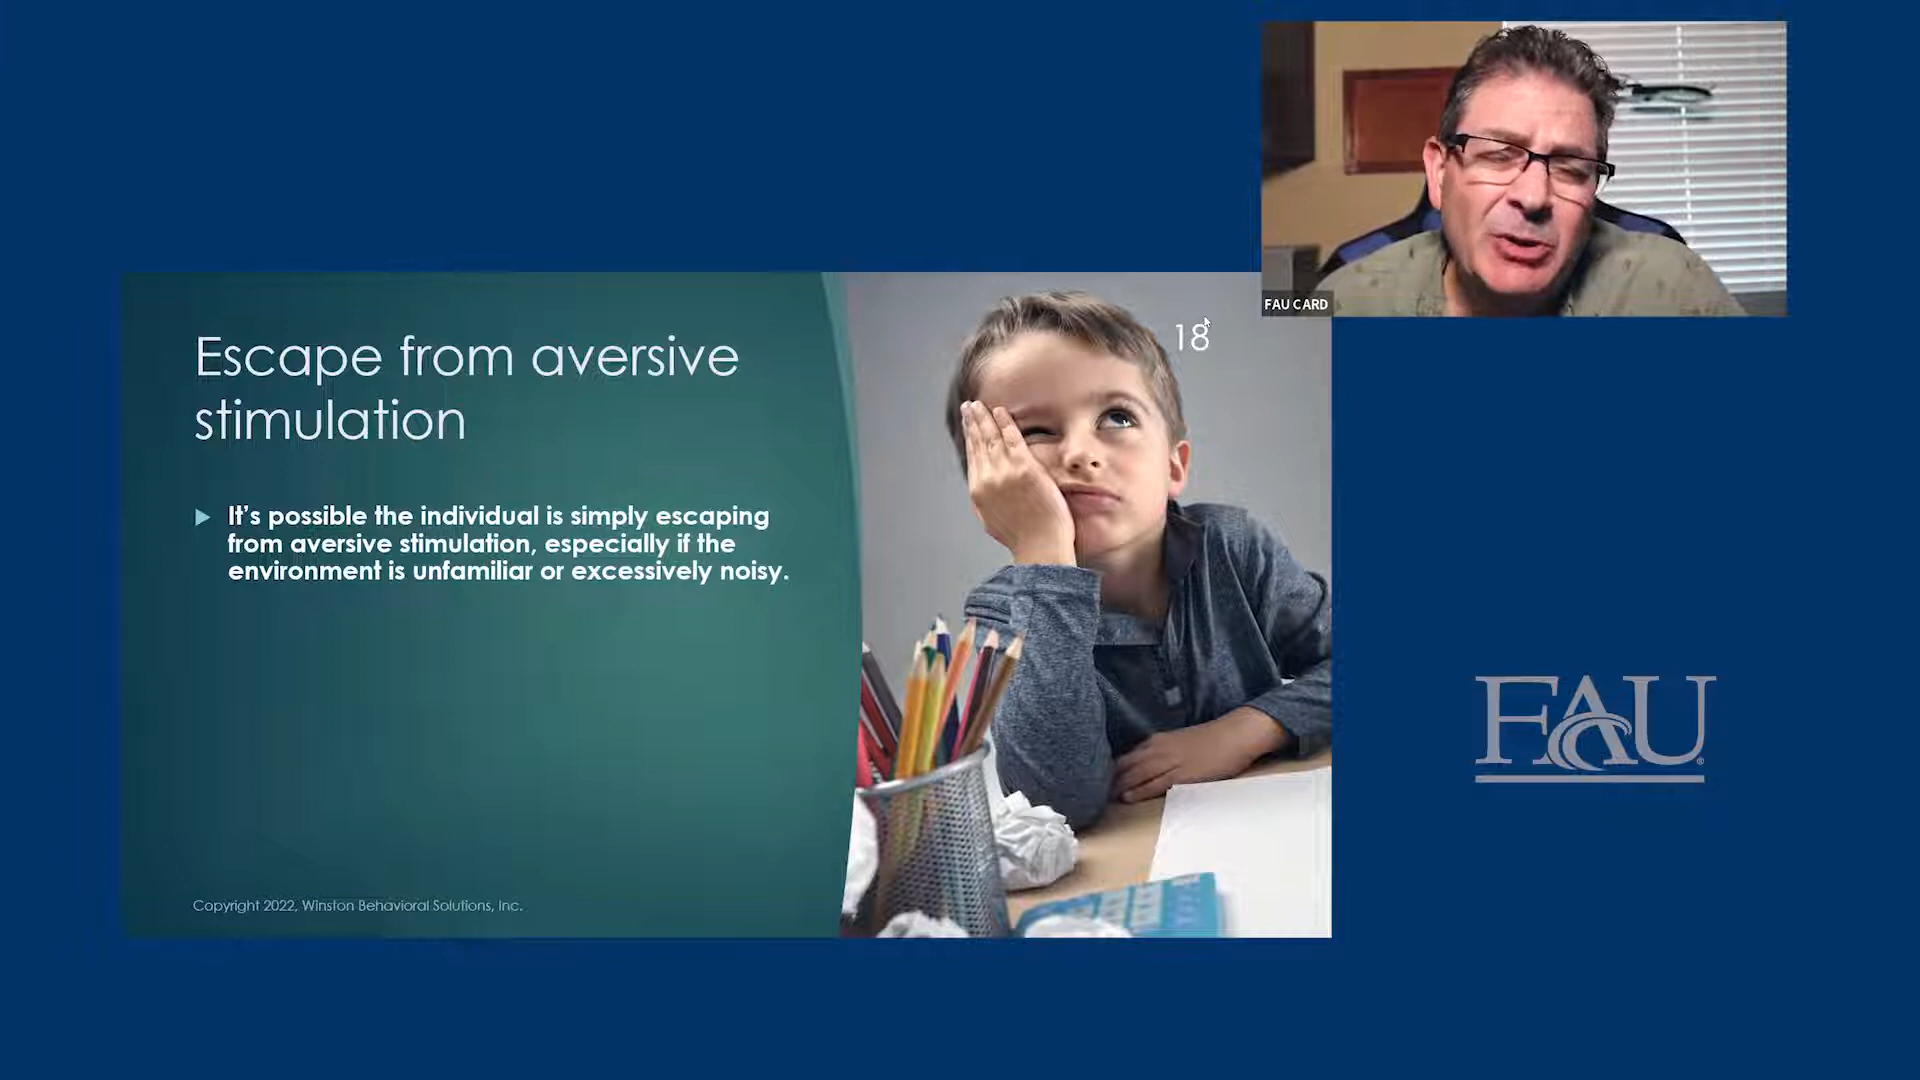 FAU CARD
18
Escape from aversive
stimulation
It's possible the individual is simply escaping
from aversive stimulation, especially if the
environment is unfamiliar or excessively noisy.
FAU
Copyright 2022, Winston Behavioral Solutions, Inc.